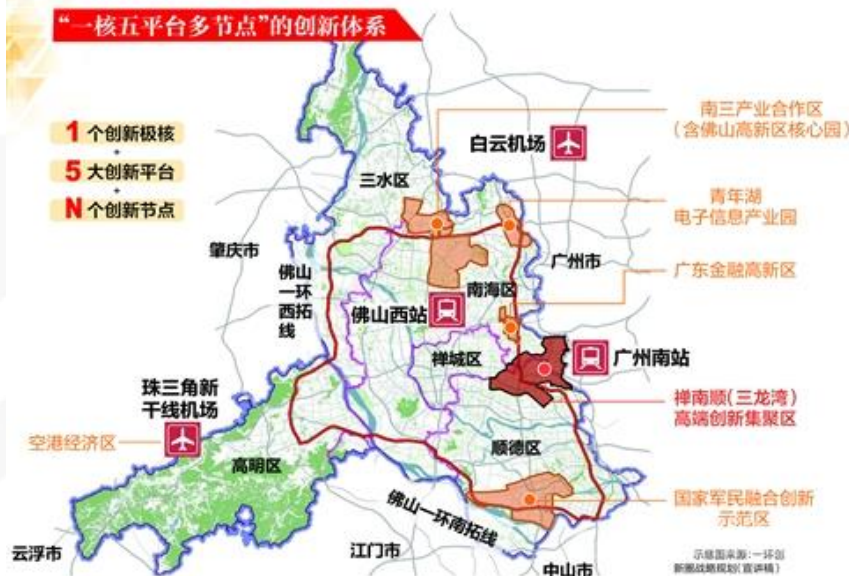 “一核五平台多节点”的创新体系
1个创新极核
+
5大创新平台
+
N个创新节点
南三产业合作区
(含佛山高新区核心园)
白云机场
三水区
青年湖
电子信息产业园
肇庆市
佛山
一环
西拓
线
广州市
广东金融高新区
南海区
佛山西站
禅城区
广州南站
珠三角新
干线机场
禅南顺(三龙湾)
高端创新集聚区
空港经济区
顺德区
高明区
国家军民融合创新
示范区
佛山一环南拓线
云浮市
江门市
中山市
示意图来源:一环创
新圈战略规划(宣讲稿)